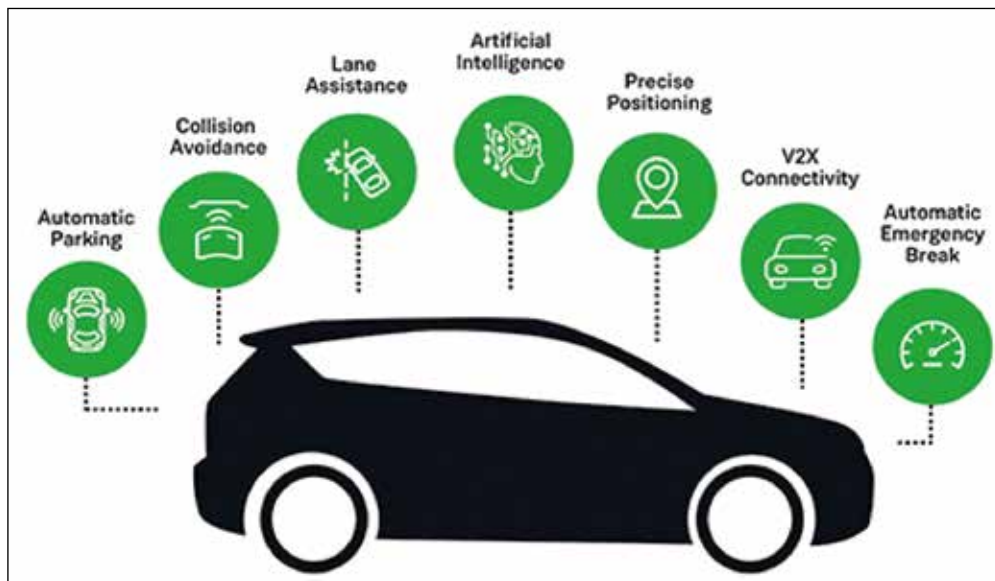 Automatic
Parking
Collision
Avoidance
Lane
Assistance
Artificial
Intelligence
Precise
Positioning
V2X
Connectivity
Automatic
Emergency
Break